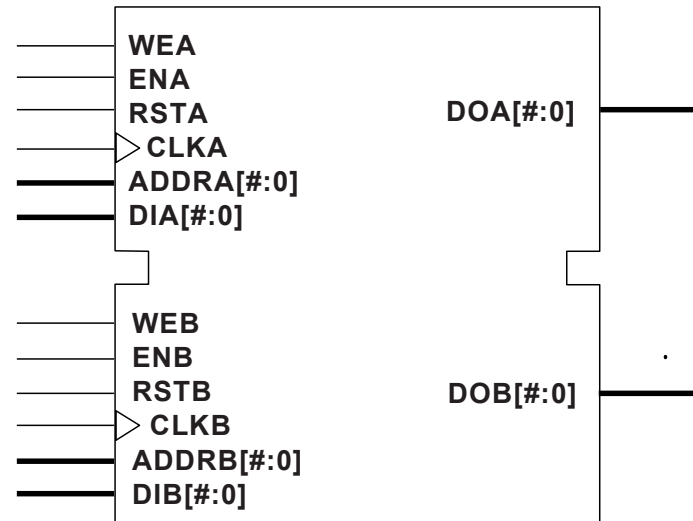 WEA
ENA
RSTA
DOA[#:0]
CLKA
ADDRA[#:0]
DIA[#:0]
WEB
ENB
RSTB
DOB[#:0]
CLKB
ADDRB[#:0]
DIB[#:0]